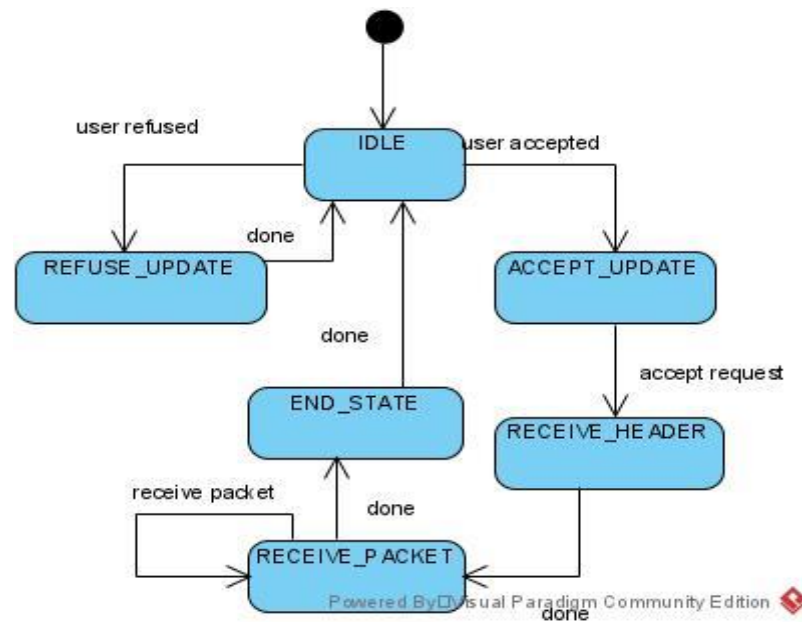 user refused
IDLE
user accepted
done
REFUSE_UPDATE
ACCEPT_UPDATE
done
accept request
END_STATE
RECEIVE_HEADER
receive packet
done
RECEIVE_PACKET
Powered By□Visual Paradigm Community Edition
done